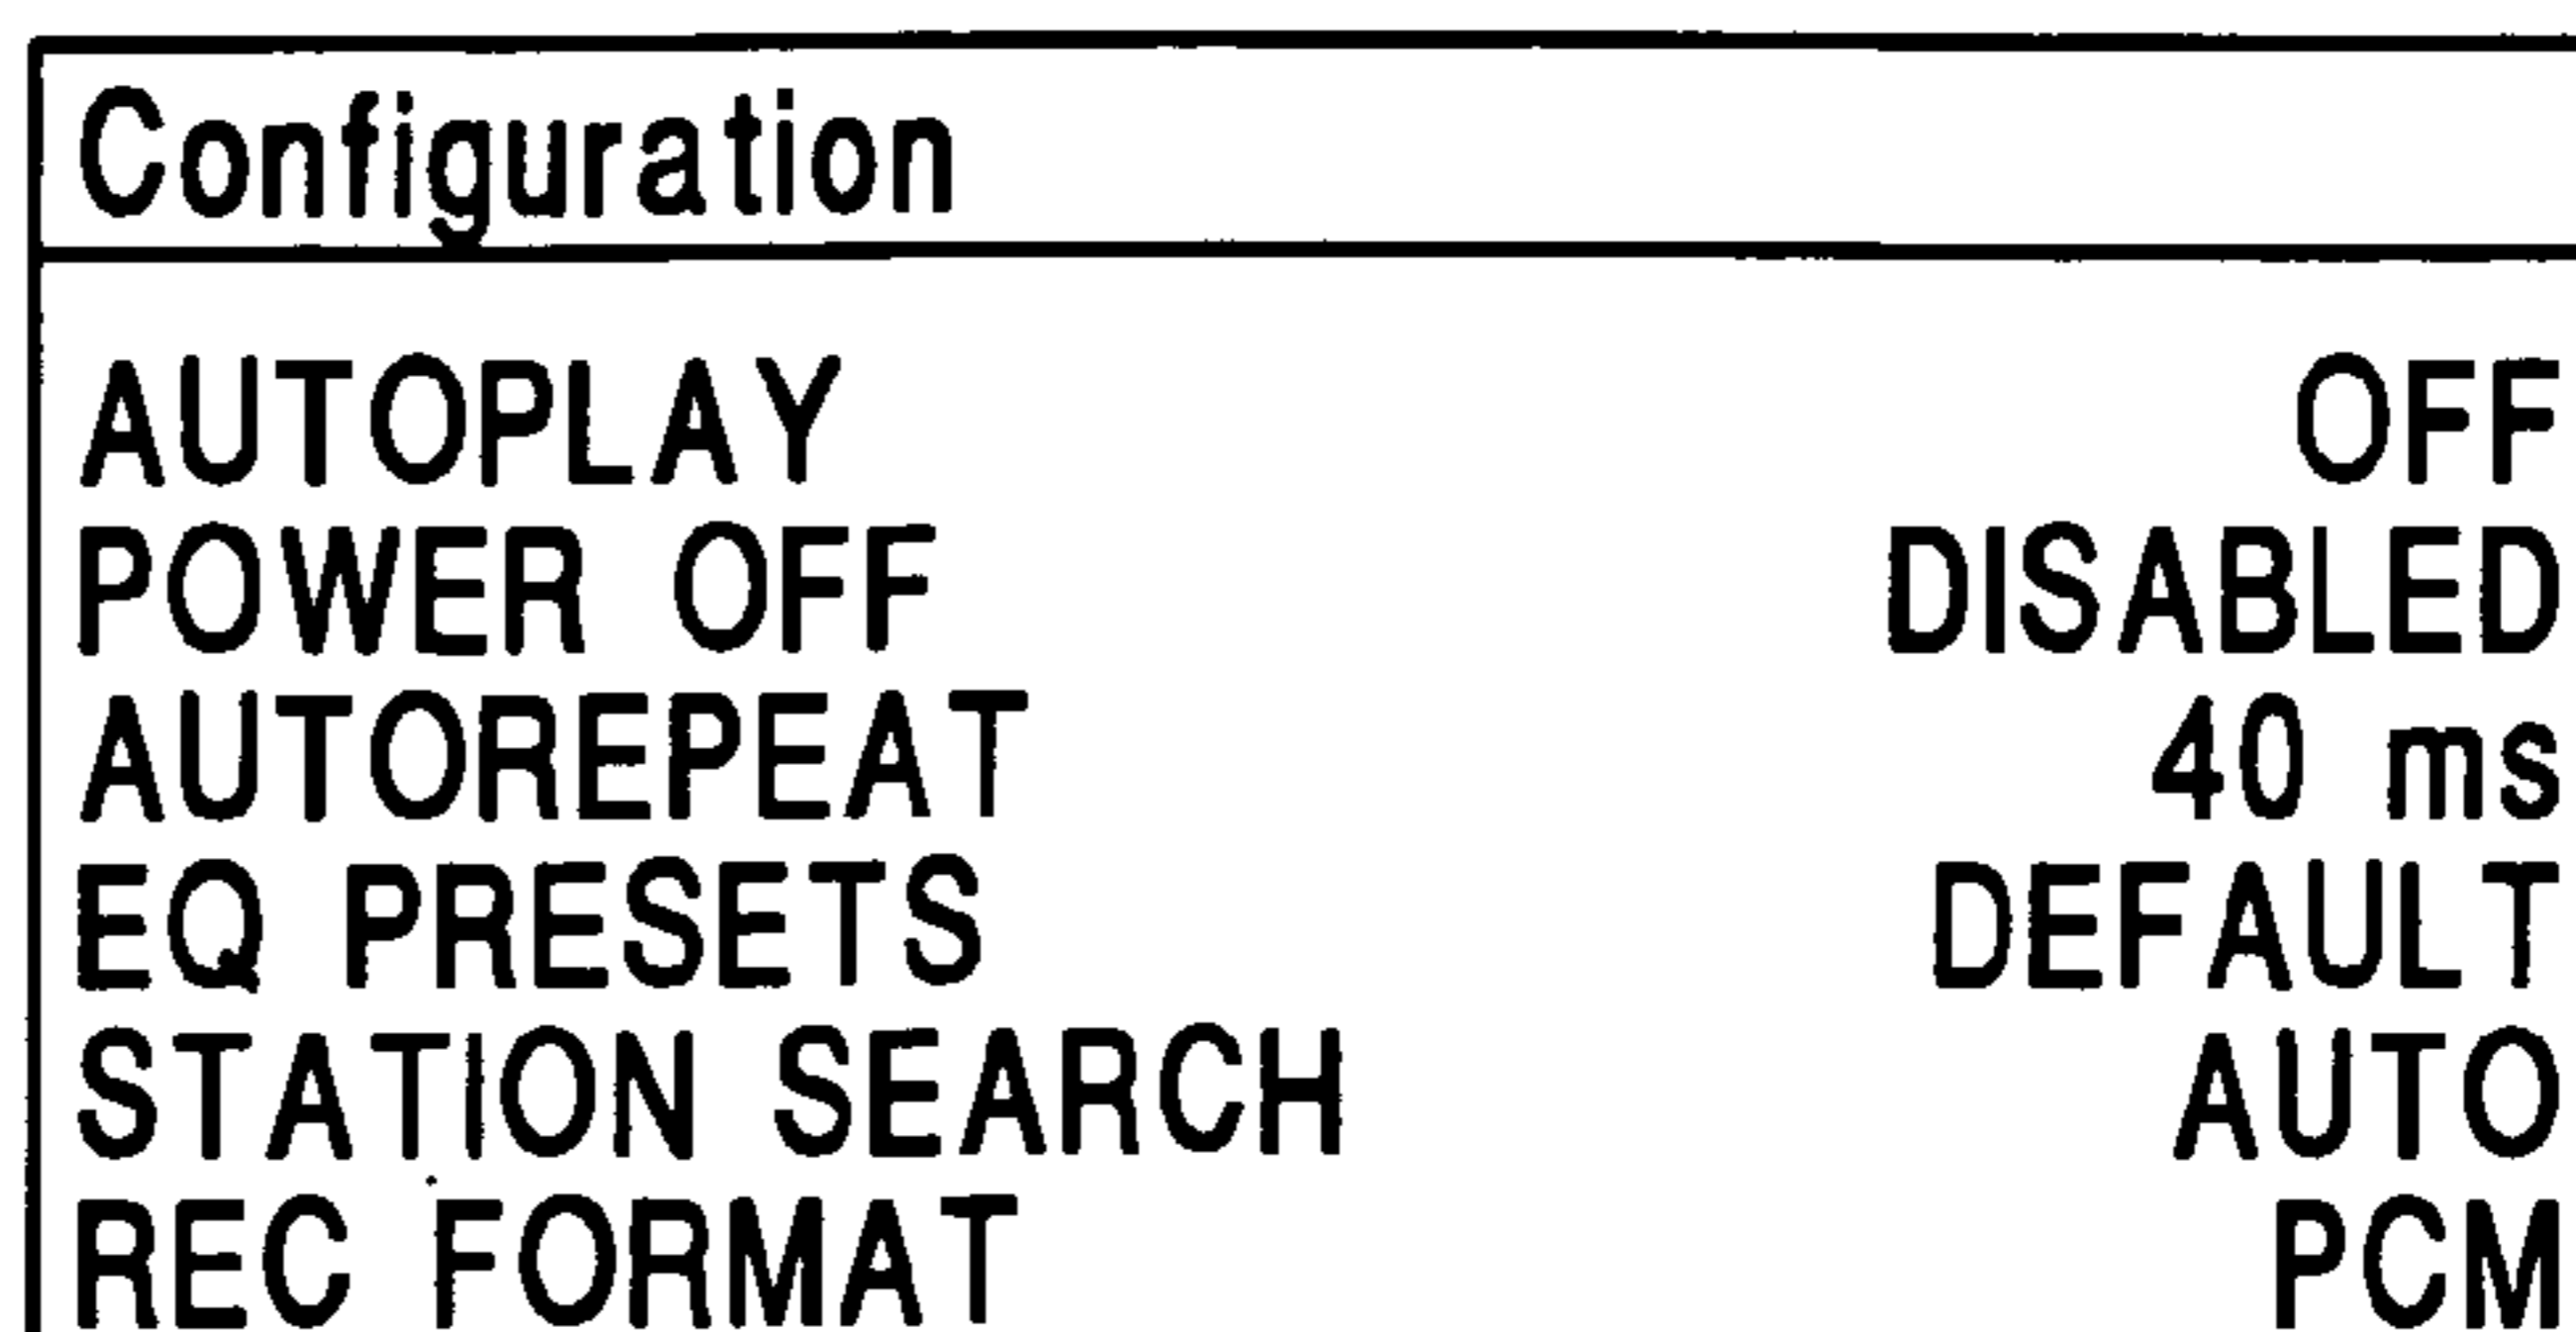 Configuration
AUTOPLAY OFF
POWER OFF DISABLED
AUTOREPEAT 40 ms
EQ PRESETS DEFAULT
STATION SEARCH AUTO
REC FORMAT PCM